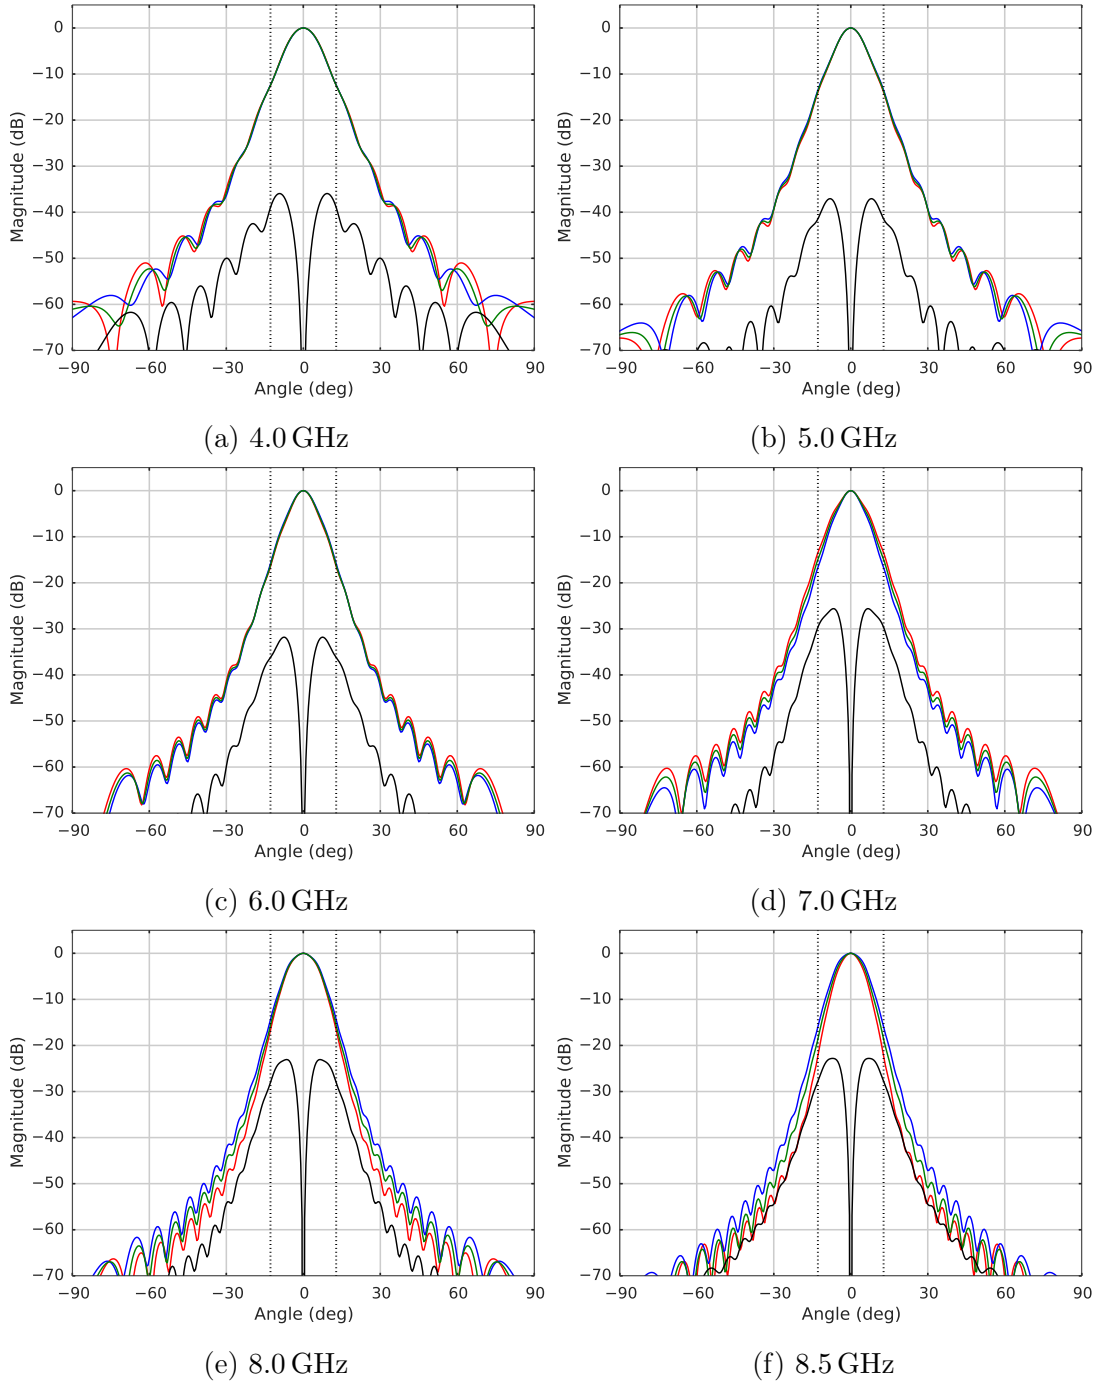 0
−10
−20
−30
−40
−50
−60
−70
Magnitude (dB)
−90 −60 −30 0 30 60 90
Angle (deg)
(a) 4.0 GHz
0
−10
−20
−30
−40
−50
−60
−70
Magnitude (dB)
−90 −60 −30 0 30 60 90
Angle (deg)
(b) 5.0 GHz
0
−10
−20
−30
−40
−50
−60
−70
Magnitude (dB)
−90 −60 −30 0 30 60 90
Angle (deg)
(c) 6.0 GHz
0
−10
−20
−30
−40
−50
−60
−70
Magnitude (dB)
−90 −60 −30 0 30 60 90
Angle (deg)
(d) 7.0 GHz
0
−10
−20
−30
−40
−50
−60
−70
Magnitude (dB)
−90 −60 −30 0 30 60 90
Angle (deg)
(e) 8.0 GHz
0
−10
−20
−30
−40
−50
−60
−70
Magnitude (dB)
−90 −60 −30 0 30 60 90
Angle (deg)
(f) 8.5 GHz